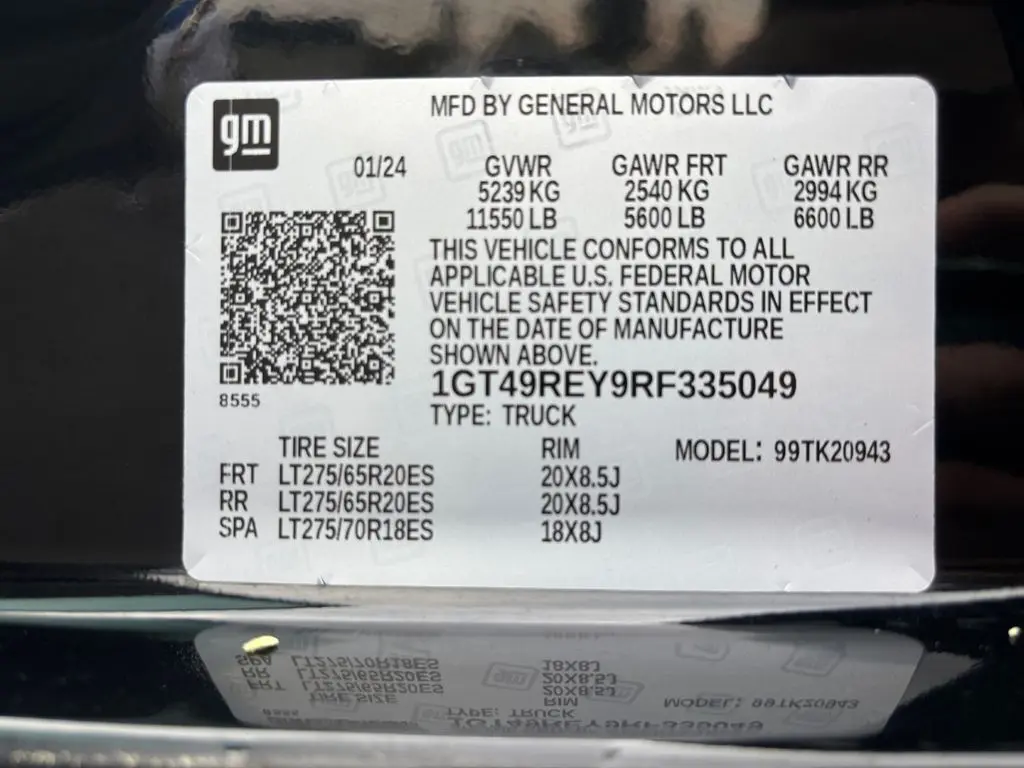 gm
MFD BY GENERAL MOTORS LLC
01/24 GVWR GAWR FRT GAWR RR
5239 KG 2540 KG 2994 KG
11550 LB 5600 LB 6600 LB
THIS VEHICLE CONFORMS TO ALL
APPLICABLE U.S. FEDERAL MOTOR
VEHICLE SAFETY STANDARDS IN EFFECT
ON THE DATE OF MANUFACTURE
SHOWN ABOVE.
8555
1GT49REY9RF335049
TYPE: TRUCK
TIRE SIZE RIM MODEL: 99TK20943
FRT LT275/65R20ES 20X8.5J
RR LT275/65R20ES 20X8.5J
SPA LT275/70R18ES 18X8J